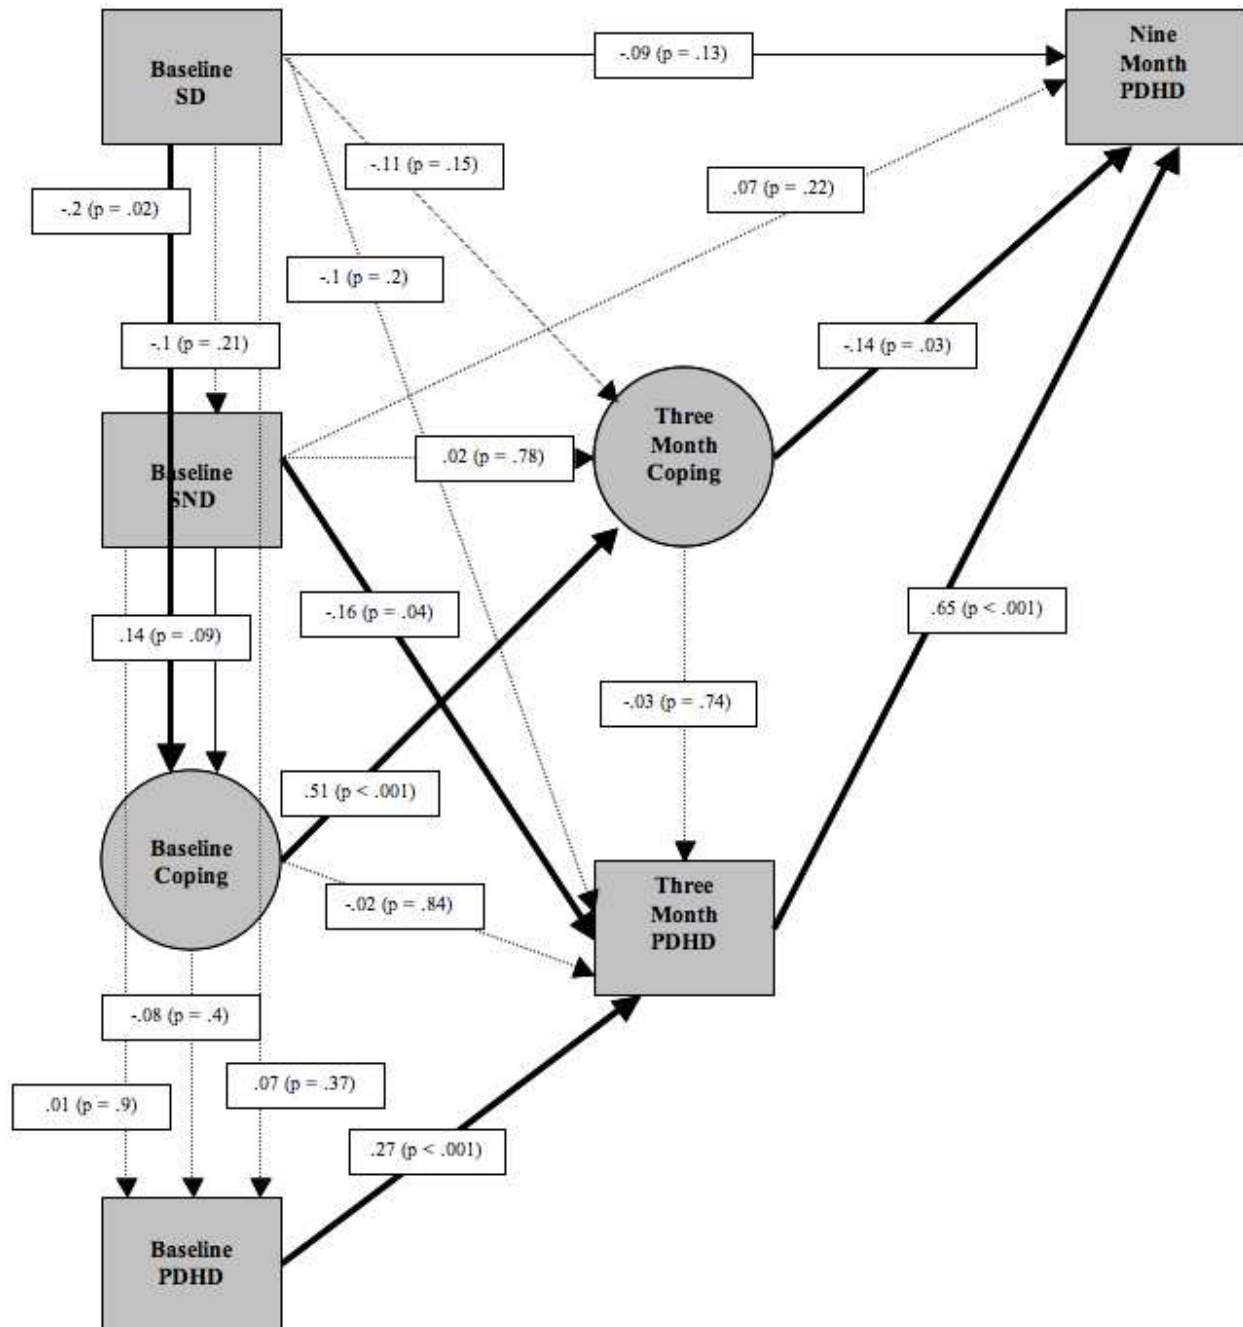 Baseline
SD
-.09 (p = .13)
Nine
Month
PDHD
-.11 (p = .15)
.07 (p = .22)
-.2 (p = .02)
-.1 (p = .2)
-.1 (p = .21)
-.14 (p = .03)
Baseline
SND
.02 (p = .78)
Three
Month
Coping
.14 (p = .09)
-.16 (p = .04)
.65 (p < .001)
-.03 (p = .74)
.51 (p < .001)
Baseline
Coping
-.02 (p = .84)
Three
Month
PDHD
-.08 (p = .4)
.07 (p = .37)
.01 (p = .9)
.27 (p < .001)
Baseline
PDHD